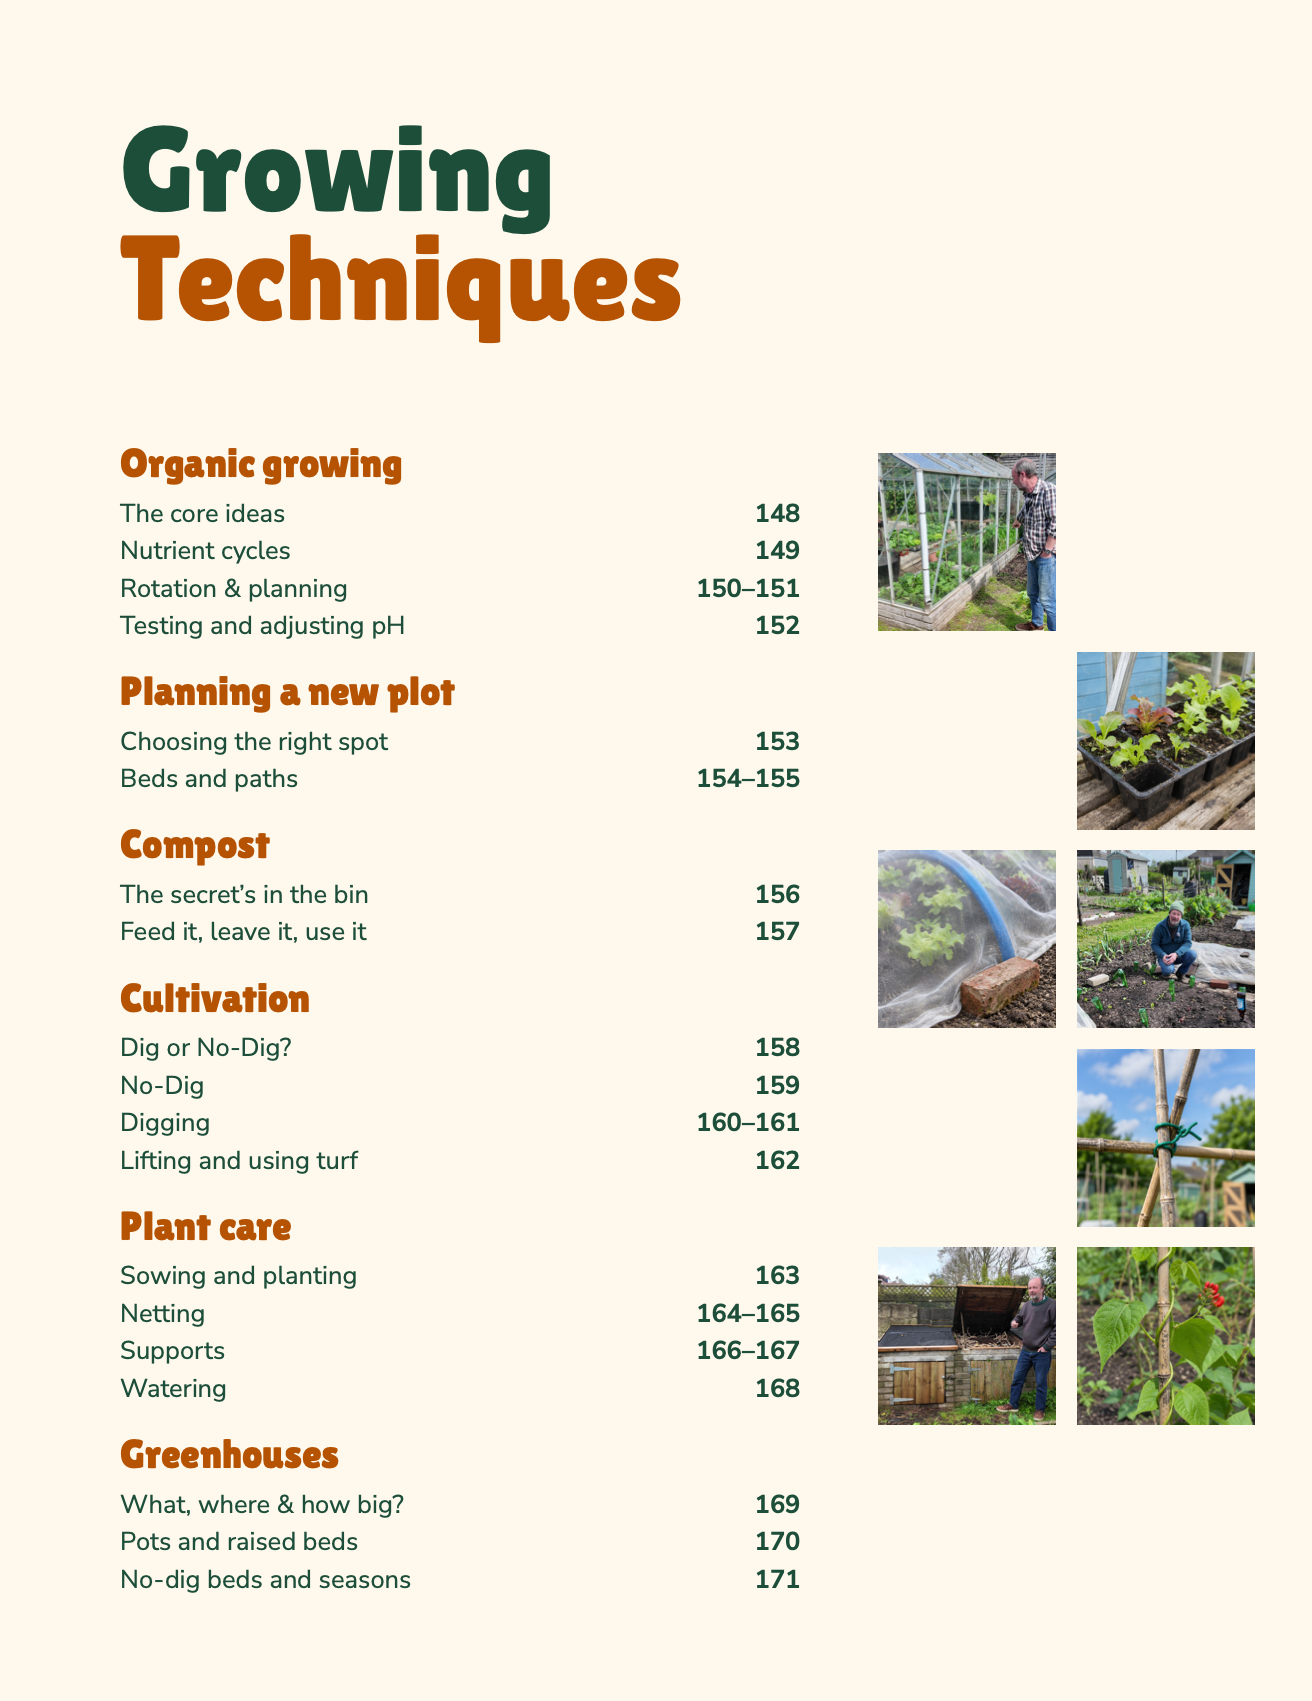 Growing
Techniques
Organic growing
The core ideas 148
Nutrient cycles 149
Rotation & planning 150–151
Testing and adjusting pH 152
Planning a new plot
Choosing the right spot 153
Beds and paths 154–155
Compost
The secret’s in the bin 156
Feed it, leave it, use it 157
Cultivation
Dig or No-Dig? 158
No-Dig 159
Digging 160–161
Lifting and using turf 162
Plant care
Sowing and planting 163
Netting 164–165
Supports 166–167
Watering 168
Greenhouses
What, where & how big? 169
Pots and raised beds 170
No-dig beds and seasons 171